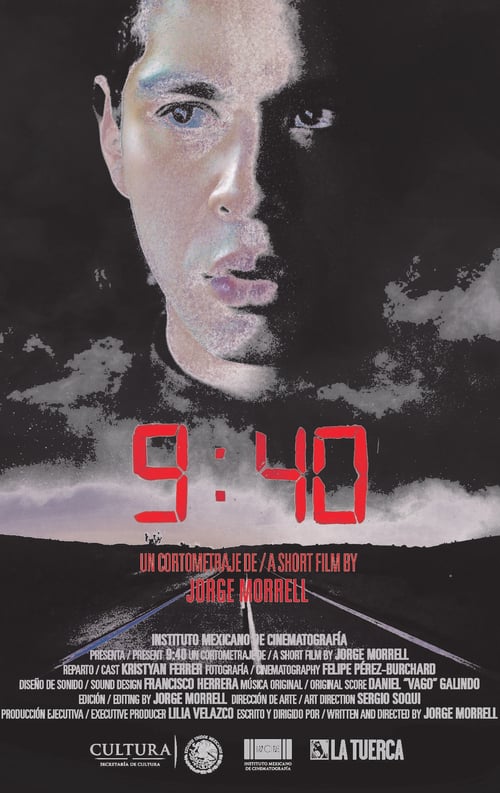 9:40
UN CORTOMETRAJE DE / A SHORT FILM BY
JORGE MORRELL
INSTITUTO MEXICANO DE CINEMATOGRAFÍA
PRESENTA / PRESENT 9:40 UN CORTOMETRAJE DE / A SHORT FILM BY JORGE MORRELL
REPARTO / CAST KRISTYAN FERRER FOTOGRAFÍA / CINEMATOGRAPHY FELIPE PÉREZ-BURCHARD
DISEÑO DE SONIDO / SOUND DESIGN FRANCISCO HERRERA MÚSICA ORIGINAL / ORIGINAL SCORE DANIEL "VAGO" GALINDO
EDICIÓN / EDITING BY JORGE MORRELL DIRECCIÓN DE ARTE / ART DIRECTION SERGIO SOQUI
PRODUCCIÓN EJECUTIVA / EXECUTIVE PRODUCER LILIA VELAZCO ESCRITO Y DIRIGIDO POR / WRITTEN AND DIRECTED BY JORGE MORRELL
CULTURA
SECRETARÍA DE CULTURA
INSTITUTO MEXICANO
DE CINEMATOGRAFÍA
LA TUERCA